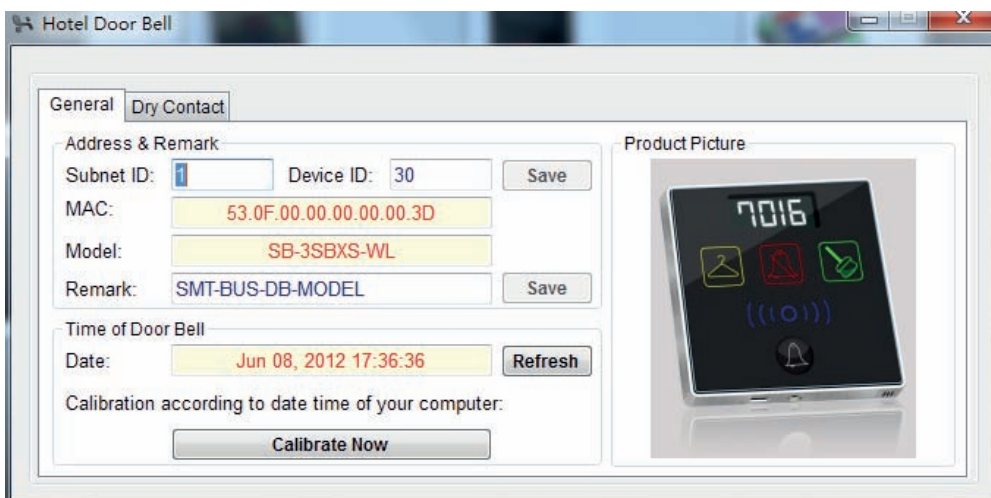 Hotel Door Bell
General Dry Contact
Address & Remark
Subnet ID: 1 Device ID: 30 Save
MAC: 53.0F.00.00.00.00.00.3D
Model: SB-3SBXS-WL
Remark: SMT-BUS-DB-MODEL Save
Time of Door Bell
Date: Jun 08, 2012 17:36:36 Refresh
Calibration according to date time of your computer:
Calibrate Now
Product Picture
7016